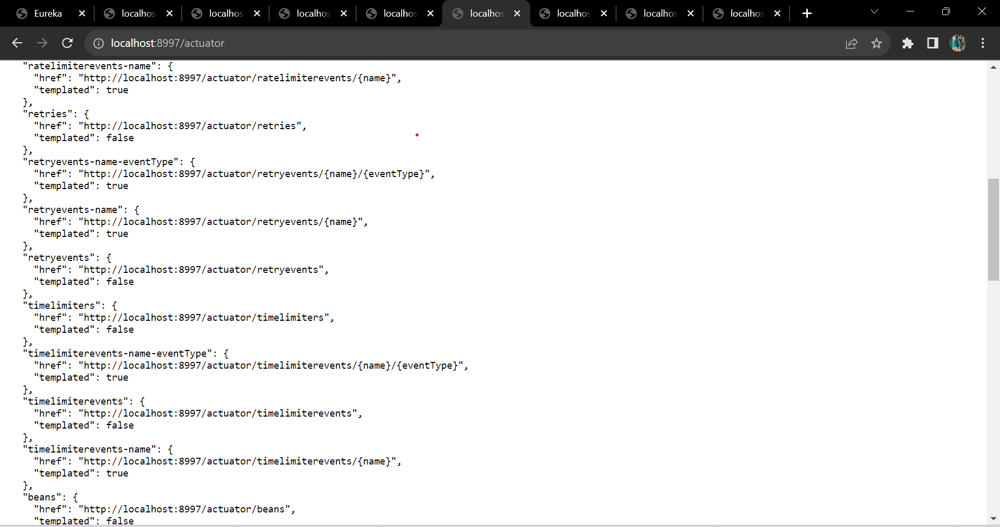 Eureka
localhos
localhos
localhos
localhos
localhos
localhos
localhos
localhos
localhost:8997/actuator
"ratelimiterevents-name": {
"href": "http://localhost:8997/actuator/ratelimiterevents/{name}",
"templated": true
},
"retries": {
"href": "http://localhost:8997/actuator/retries",
"templated": false
},
"retryevents-name-eventType": {
"href": "http://localhost:8997/actuator/retryevents/{name}/{eventType}",
"templated": true
},
"retryevents-name": {
"href": "http://localhost:8997/actuator/retryevents/{name}",
"templated": true
},
"retryevents": {
"href": "http://localhost:8997/actuator/retryevents",
"templated": false
},
"timelimiters": {
"href": "http://localhost:8997/actuator/timelimiters",
"templated": false
},
"timelimiterevents-name-eventType": {
"href": "http://localhost:8997/actuator/timelimiterevents/{name}/{eventType}",
"templated": true
},
"timelimiterevents": {
"href": "http://localhost:8997/actuator/timelimiterevents",
"templated": false
},
"timelimiterevents-name": {
"href": "http://localhost:8997/actuator/timelimiterevents/{name}",
"templated": true
},
"beans": {
"href": "http://localhost:8997/actuator/beans",
"templated": false